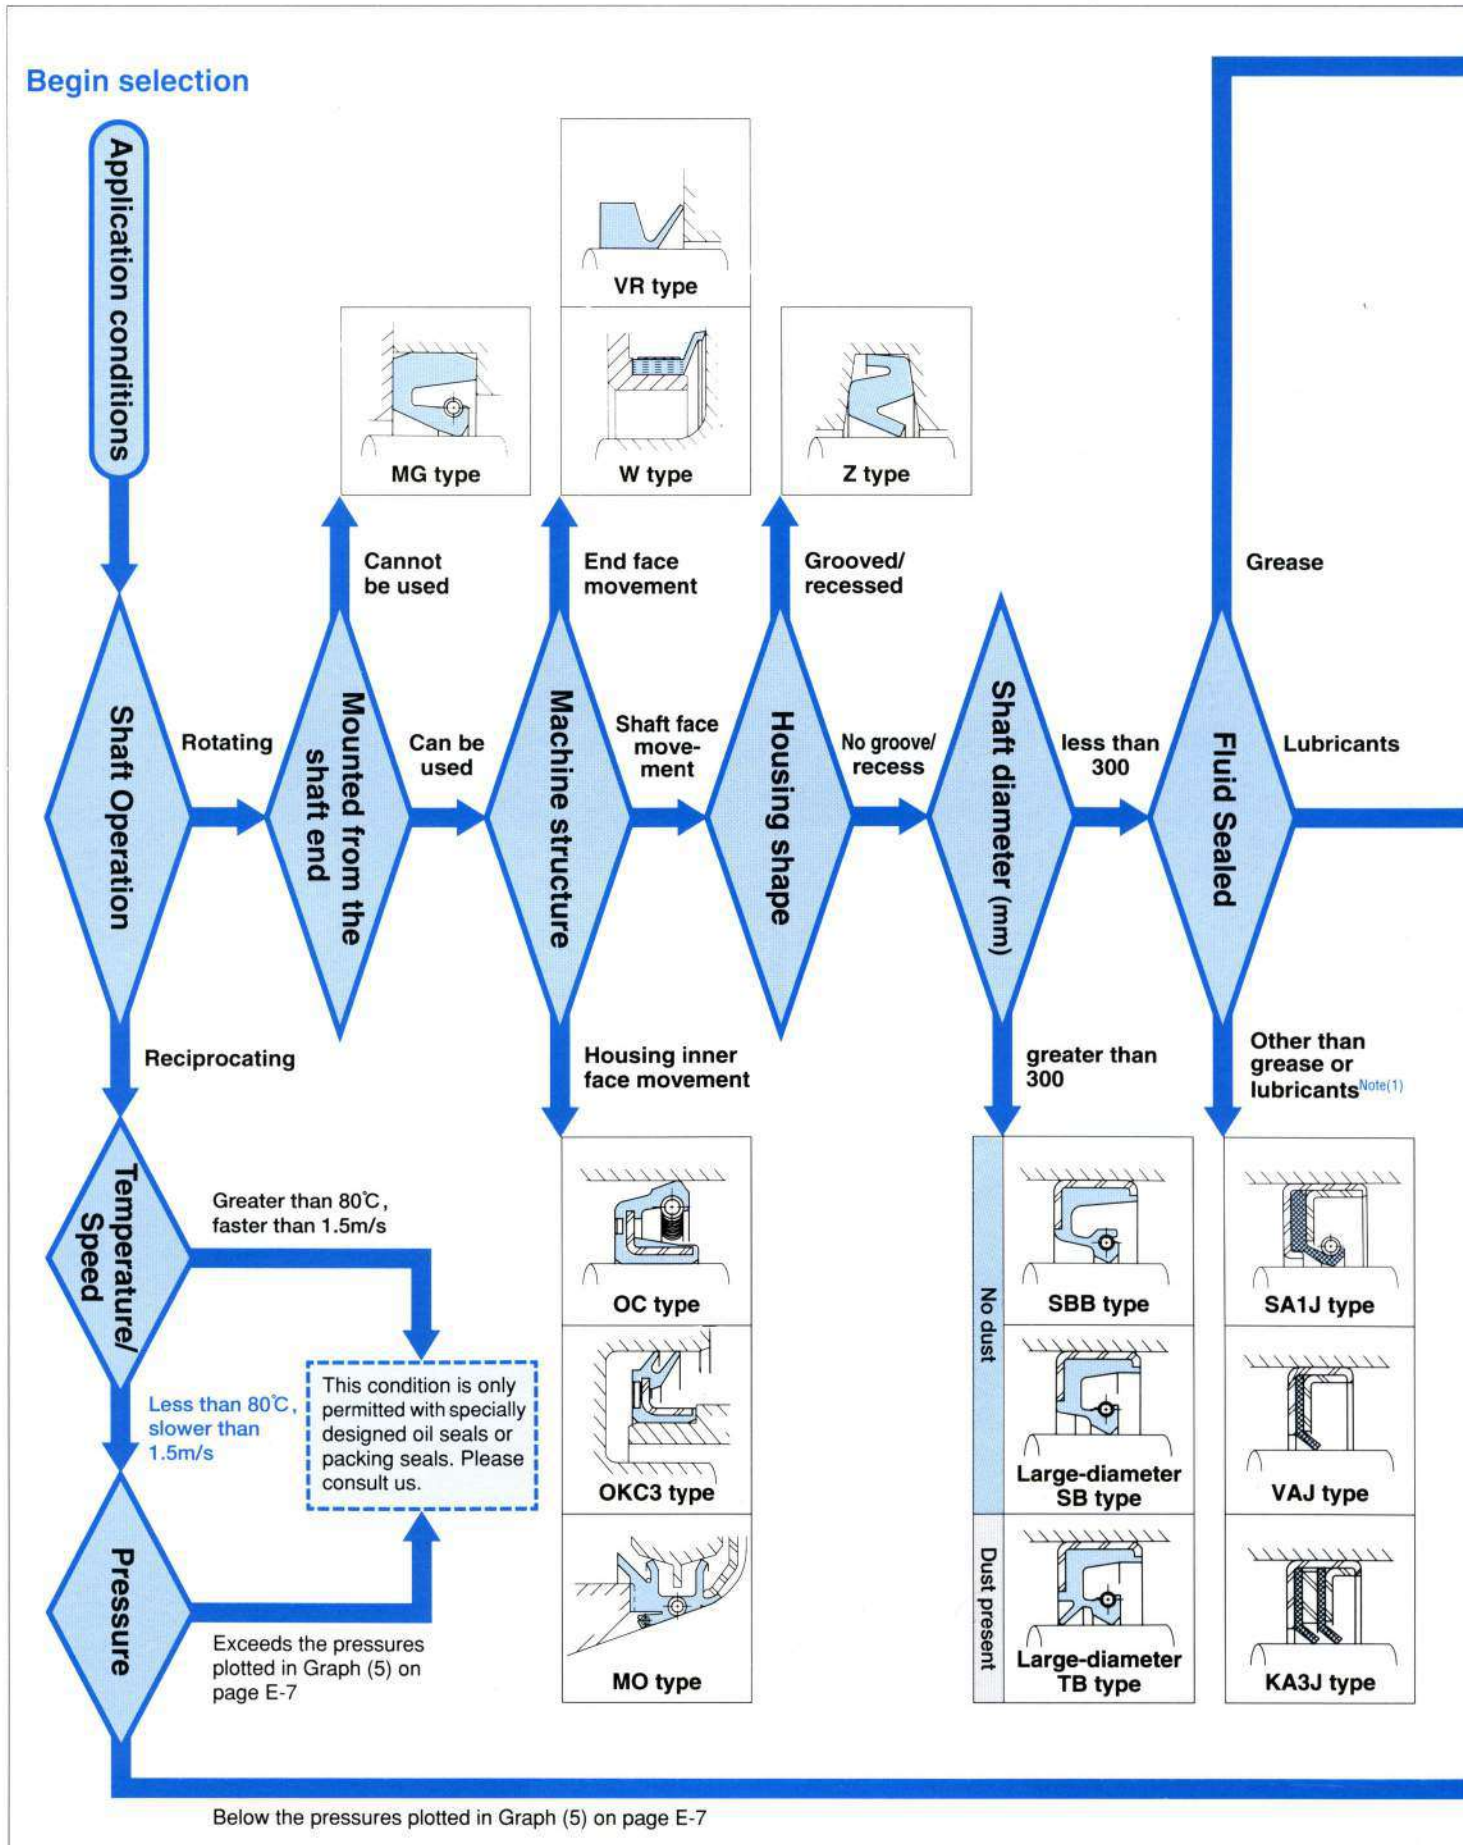 Begin selection
Application conditions
VR type
MG type
W type
Z type
Cannot
be used
End face
movement
Grooved/
recessed
Grease
Shaft Operation
Rotating
Mounted from the
shaft end
Can be
used
Machine structure
Shaft face
move-
ment
Housing shape
No groove/
recess
Shaft diameter (mm)
less than
300
Fluid Sealed
Lubricants
Reciprocating
Housing inner
face movement
greater than
300
Other than
grease or
lubricants Note(1)
Temperature/
Speed
Greater than 80℃,
faster than 1.5m/s
Less than 80℃,
slower than
1.5m/s
This condition is only
permitted with specially
designed oil seals or
packing seals. Please
consult us.
Pressure
Exceeds the pressures
plotted in Graph (5) on
page E-7
OC type
OKC3 type
MO type
No dust
SBB type
Large-diameter
SB type
Dust present
Large-diameter
TB type
SA1J type
VAJ type
KA3J type
Below the pressures plotted in Graph (5) on page E-7